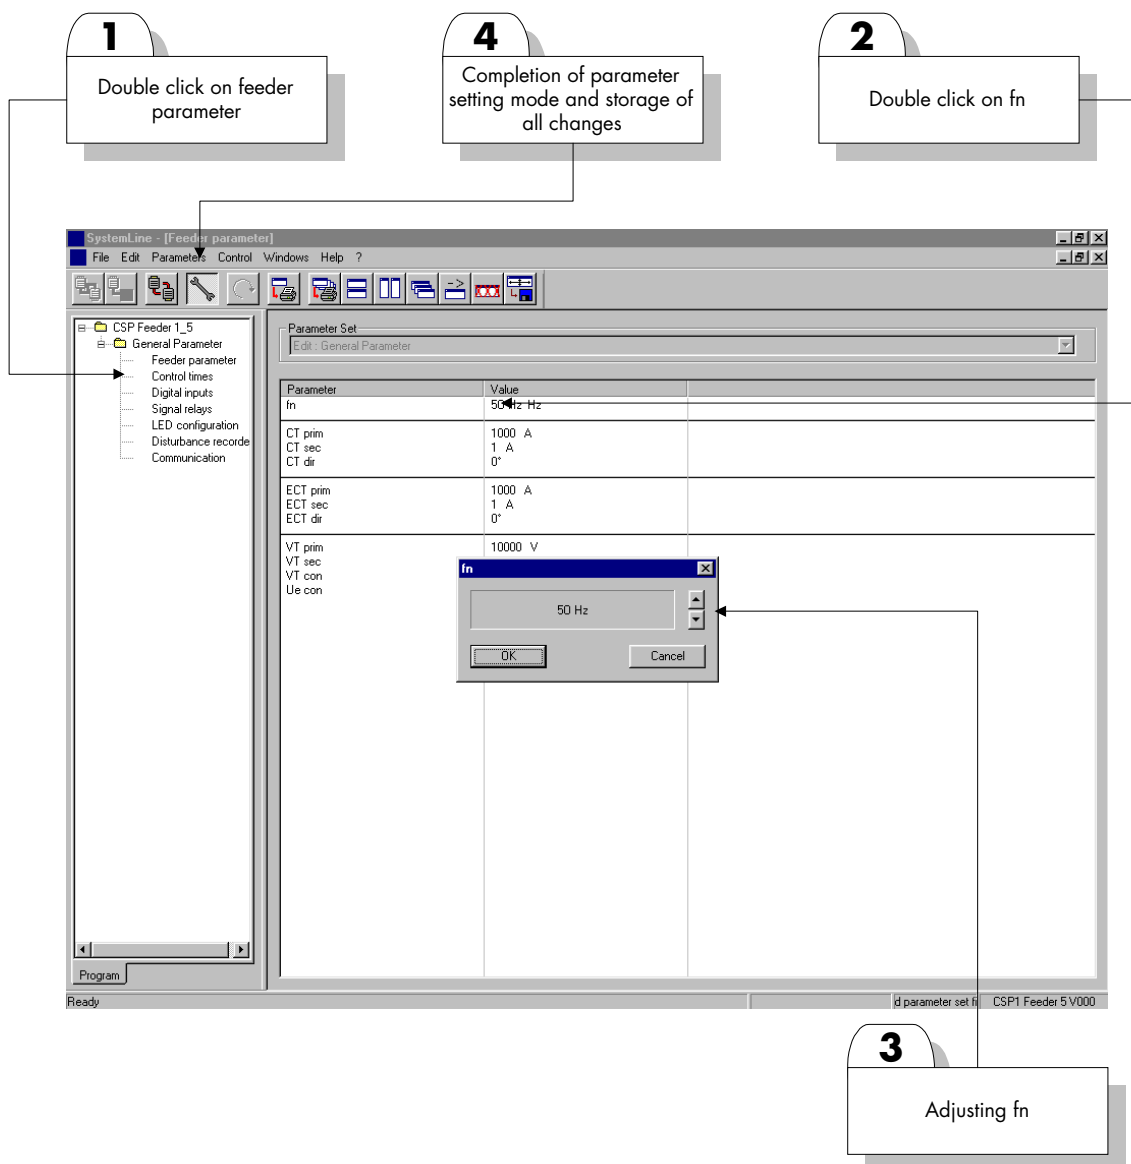 1
Double click on feeder
parameter
4
Completion of parameter
setting mode and storage of
all changes
2
Double click on fn
SystemLine - [Feeder parameter]
File Edit Parameters Control Windows Help ?
CSP Feeder 1_5
General Parameter
Feeder parameter
Control times
Digital inputs
Signal relays
LED configuration
Disturbance recorde
Communication
Program
Parameter Set
Edit : General Parameter
Parameter Value
fn 50 Hz Hz
CT prim 1000 A
CT sec 1 A
CT dir 0°
ECT prim 1000 A
ECT sec 1 A
ECT dir 0°
VT prim 10000 V
VT sec
VT con
Ue con
fn
50 Hz
OK Cancel
Ready d parameter set fi CSP1 Feeder 5 V000
3
Adjusting fn